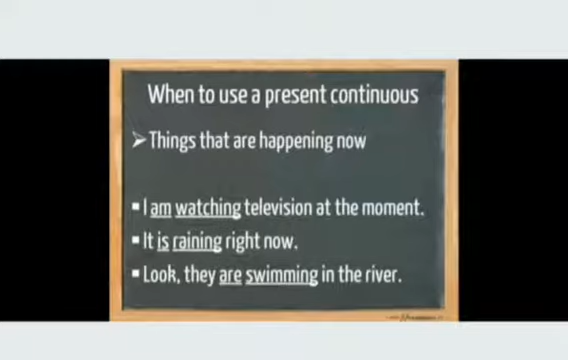 When to use a present continuous
➢ Things that are happening now
▪ I am watching television at the moment.
▪ It is raining right now.
▪ Look, they are swimming in the river.